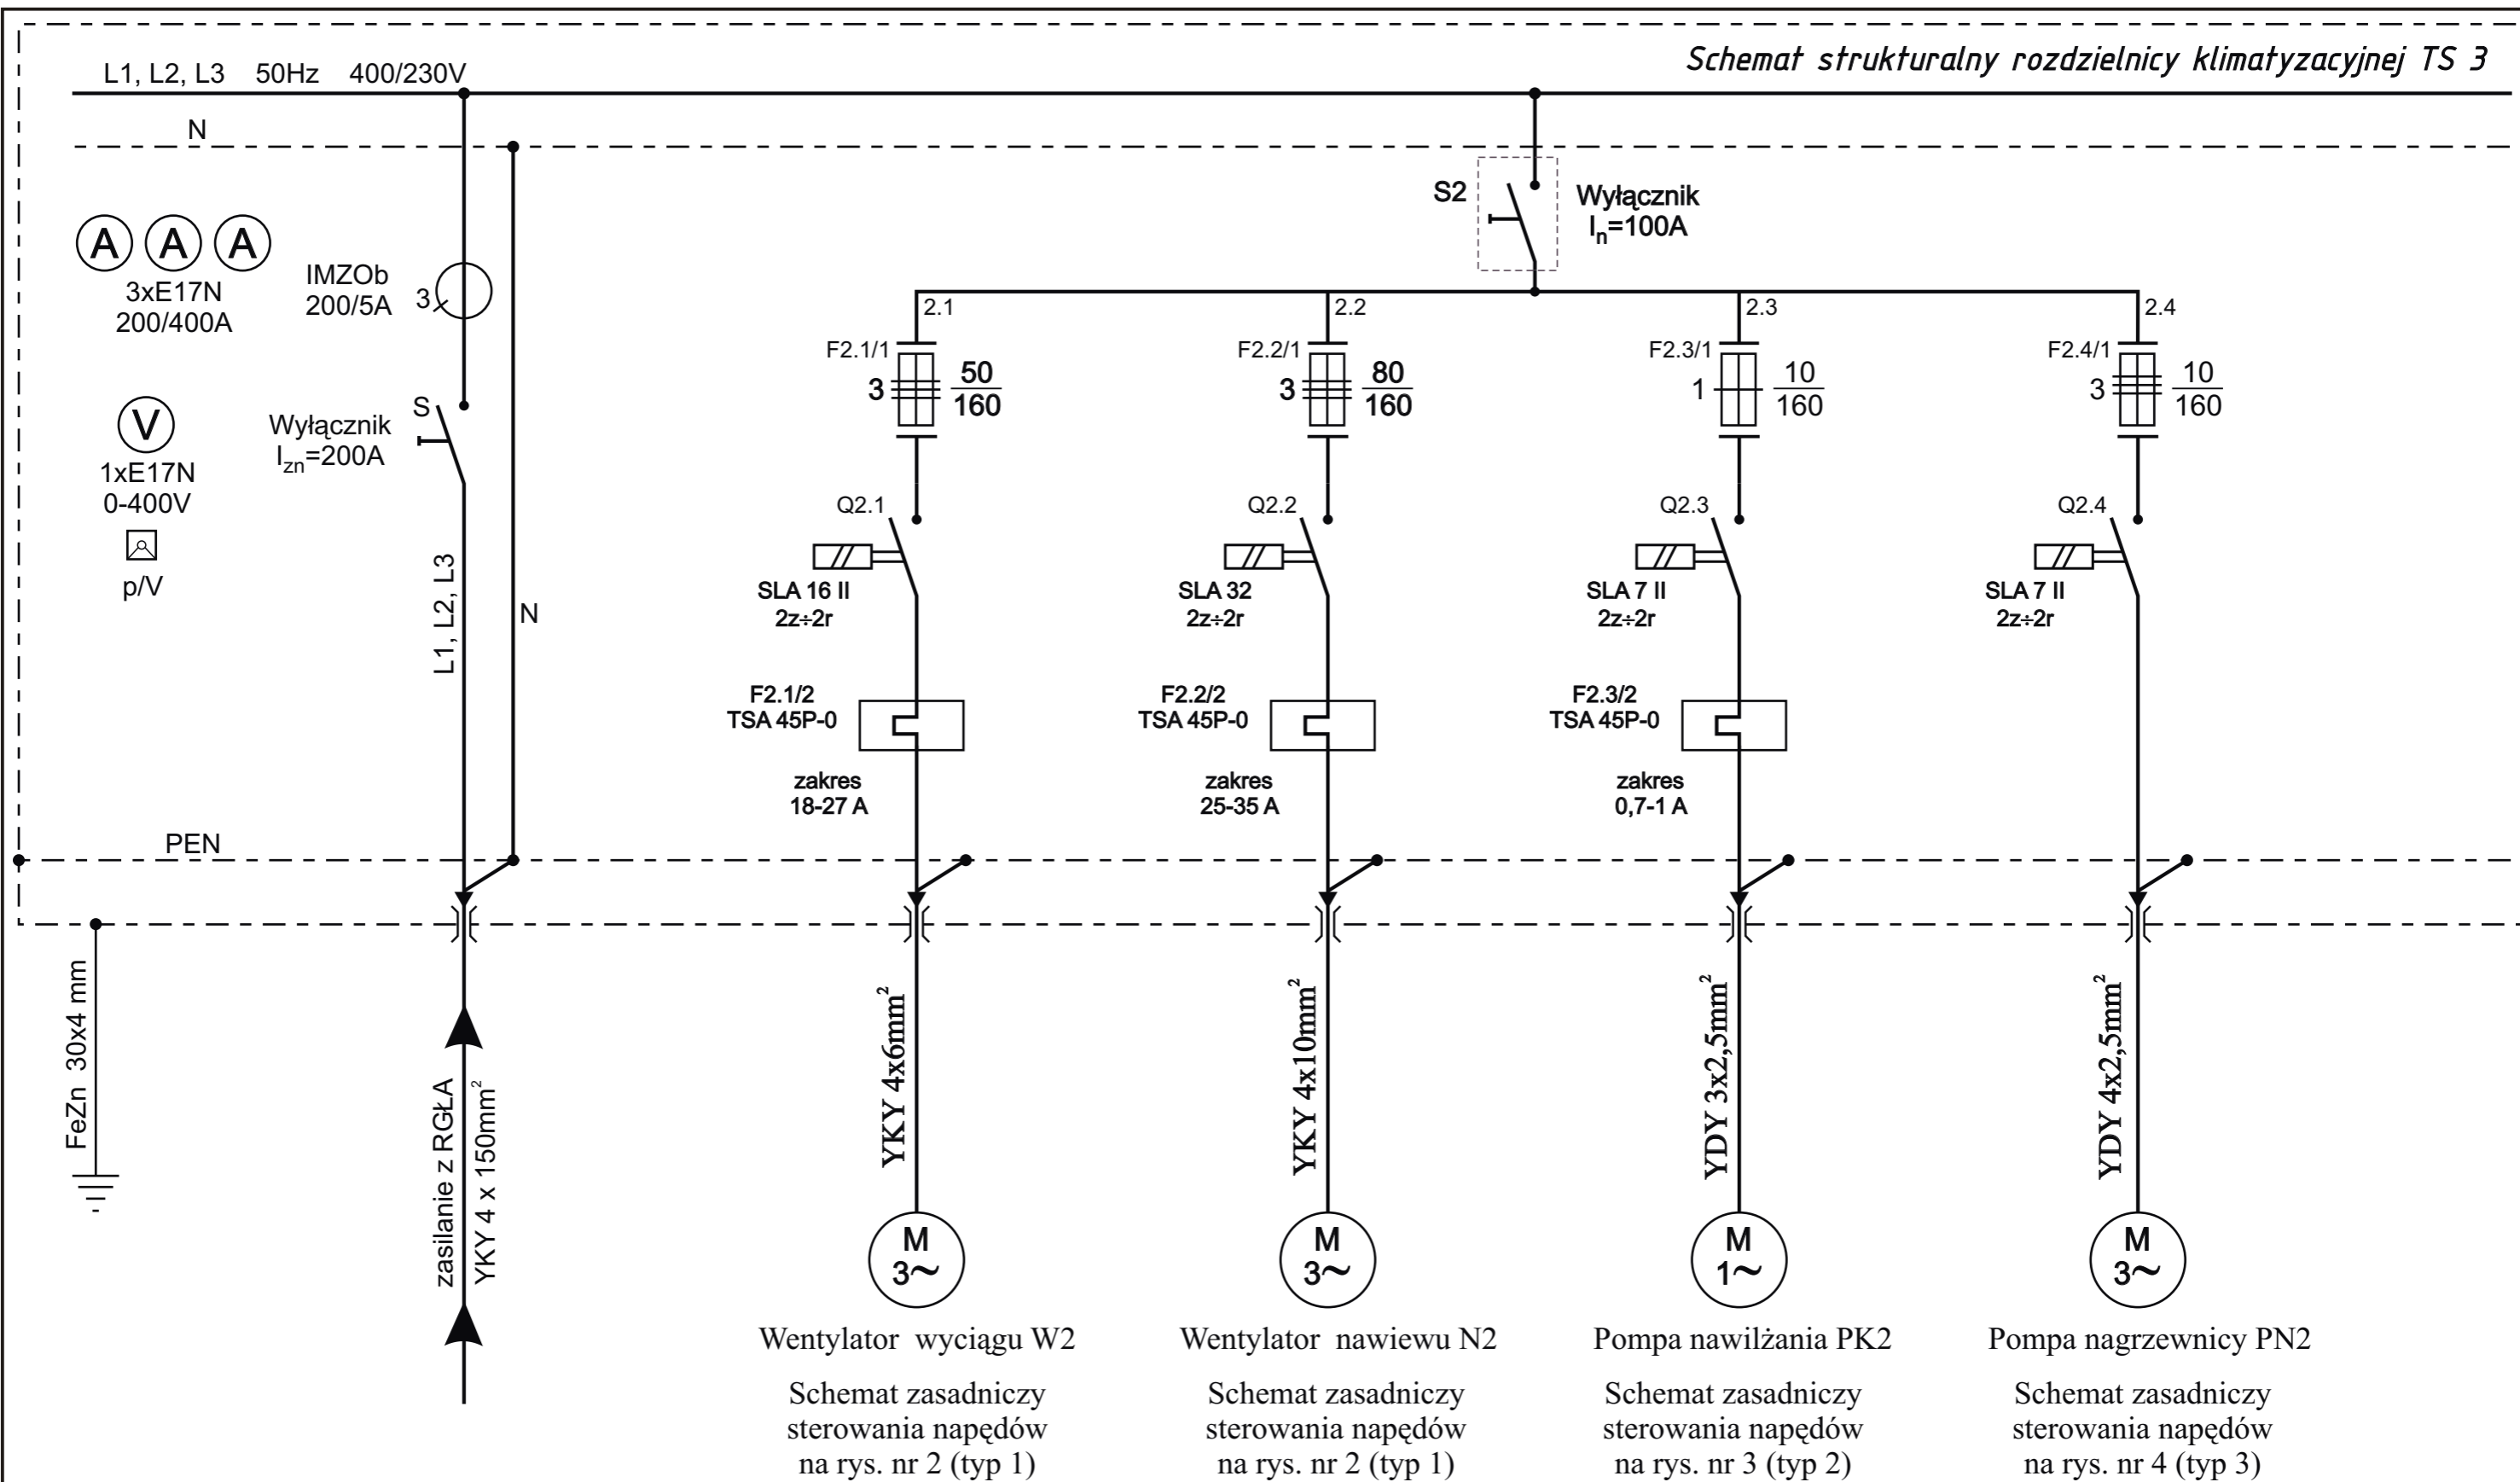 Schemat strukturalny rozdzielnicy klimatyzacyjnej TS 3
L1, L2, L3 50Hz 400/230V
N
A A A
3xE17N
200/400A
IMZOb
200/5A
3
V
1xE17N
0-400V
p/V
Wyłącznik
Izn=200A
S
L1, L2, L3
N
S2
Wyłącznik
In=100A
2.1
F2.1/1
3
50
160
Q2.1
SLA 16 II
2z÷2r
F2.1/2
TSA 45P-0
zakres
18-27 A
2.2
F2.2/1
3
80
160
Q2.2
SLA 32
2z÷2r
F2.2/2
TSA 45P-0
zakres
25-35 A
2.3
F2.3/1
1
10
160
Q2.3
SLA 7 II
2z÷2r
F2.3/2
TSA 45P-0
zakres
0,7-1 A
2.4
F2.4/1
3
10
160
Q2.4
SLA 7 II
2z÷2r
PEN
FeZn 30x4 mm
zasilanie z RGŁA
YKY 4 x 150mm²
YKY 4x6mm²
M
3~
Wentylator wyciągu W2
Schemat zasadniczy
sterowania napędów
na rys. nr 2 (typ 1)
YKY 4x10mm²
M
3~
Wentylator nawiewu N2
Schemat zasadniczy
sterowania napędów
na rys. nr 2 (typ 1)
YDY 3x2,5mm²
M
1~
Pompa nawilżania PK2
Schemat zasadniczy
sterowania napędów
na rys. nr 3 (typ 2)
YDY 4x2,5mm²
M
3~
Pompa nagrzewnicy PN2
Schemat zasadniczy
sterowania napędów
na rys. nr 4 (typ 3)